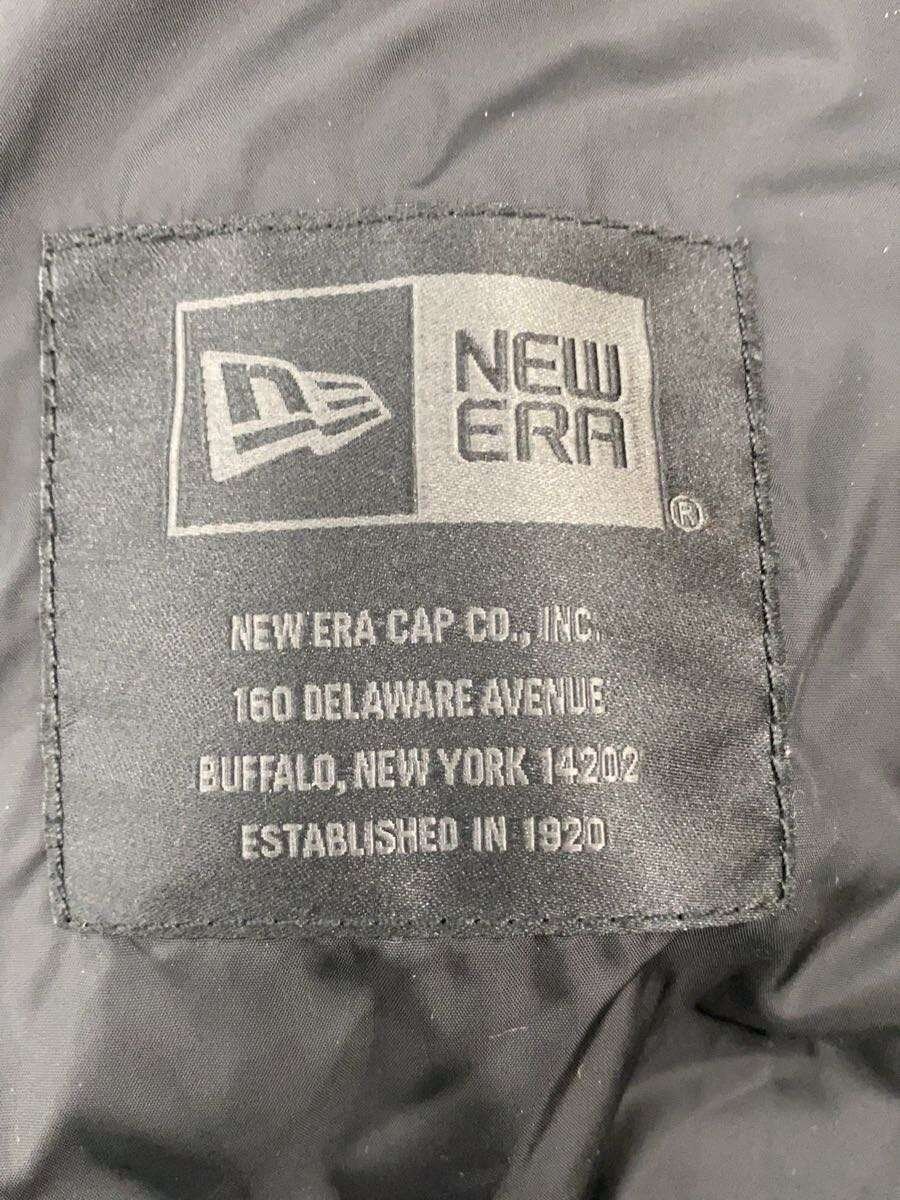 NEW
ERA
®
NEW ERA CAP CO., INC.
160 DELAWARE AVENUE
BUFFALO, NEW YORK 14202
ESTABLISHED IN 1920